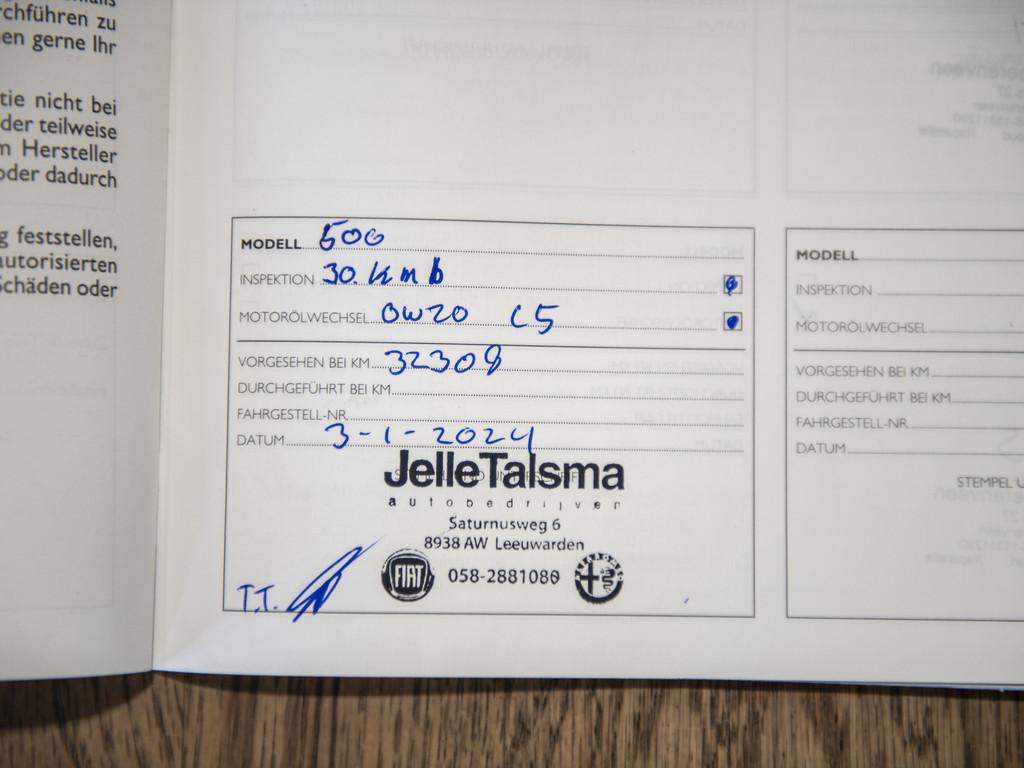 rchführen zu
en gerne Ihr
tie nicht bei
der teilweise
m Hersteller
oder dadurch
g feststellen,
autorisierten
Schäden oder
MODELL 500
INSPEKTION 30. km b
MOTORÖLWECHSEL 0W20 C5
VORGESEHEN BEI KM 32308
DURCHGEFÜHRT BEI KM
FAHRGESTELL-NR.
DATUM 3-1-2024
JelleTalsma
autobedrijven
Saturnusweg 6
8938 AW Leeuwarden
FIAT 058-2881080
T.T.
MODELL
INSPEKTION
MOTORÖLWECHSEL
VORGESEHEN BEI KM
DURCHGEFÜHRT BEI KM
FAHRGESTELL-NR.
DATUM
STEMPEL U